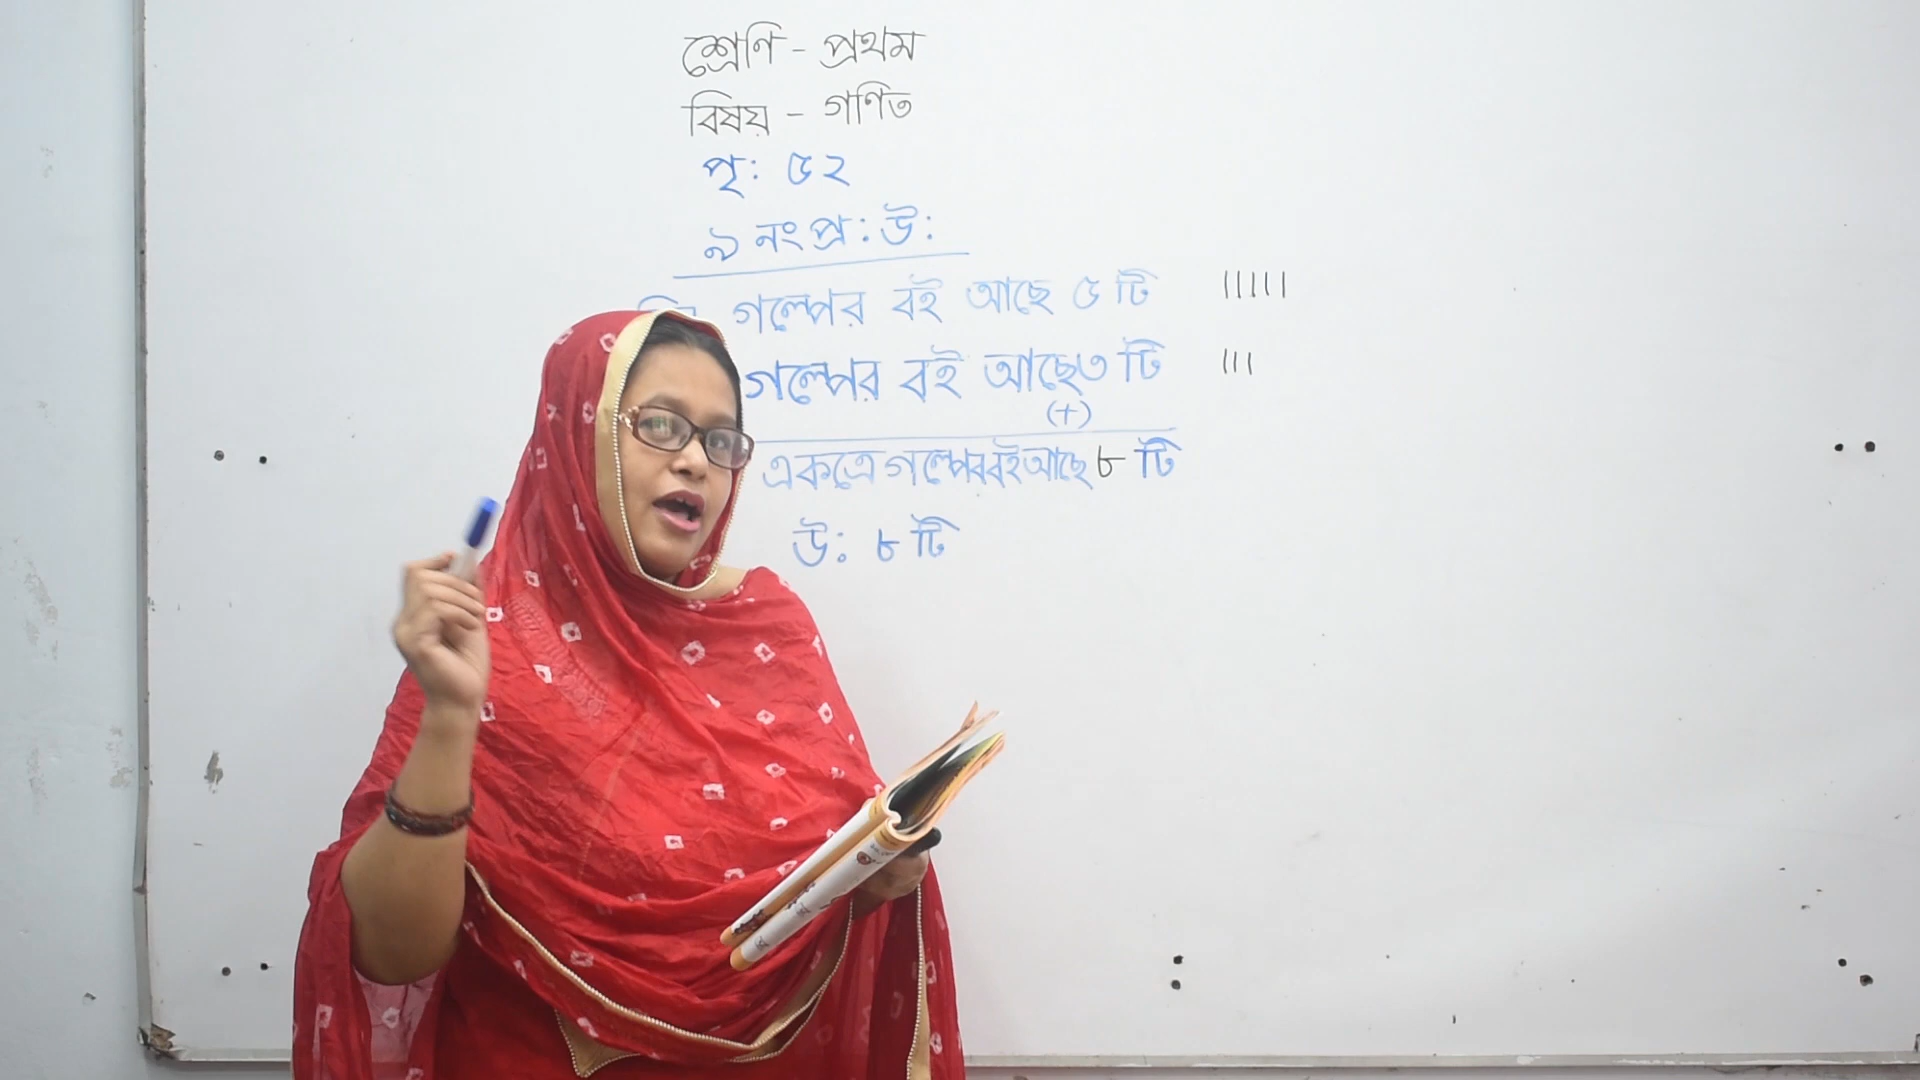 শ্রেণি - প্রথম
বিষয় - গণিত
পৃ: ৫২
৯ নং প্র: উ:
গল্পের বই আছে ৫ টি |||||
গল্পের বই আছে ৩ টি |||
(+)
একত্রে গল্পের বই আছে ৮ টি
উ: ৮ টি